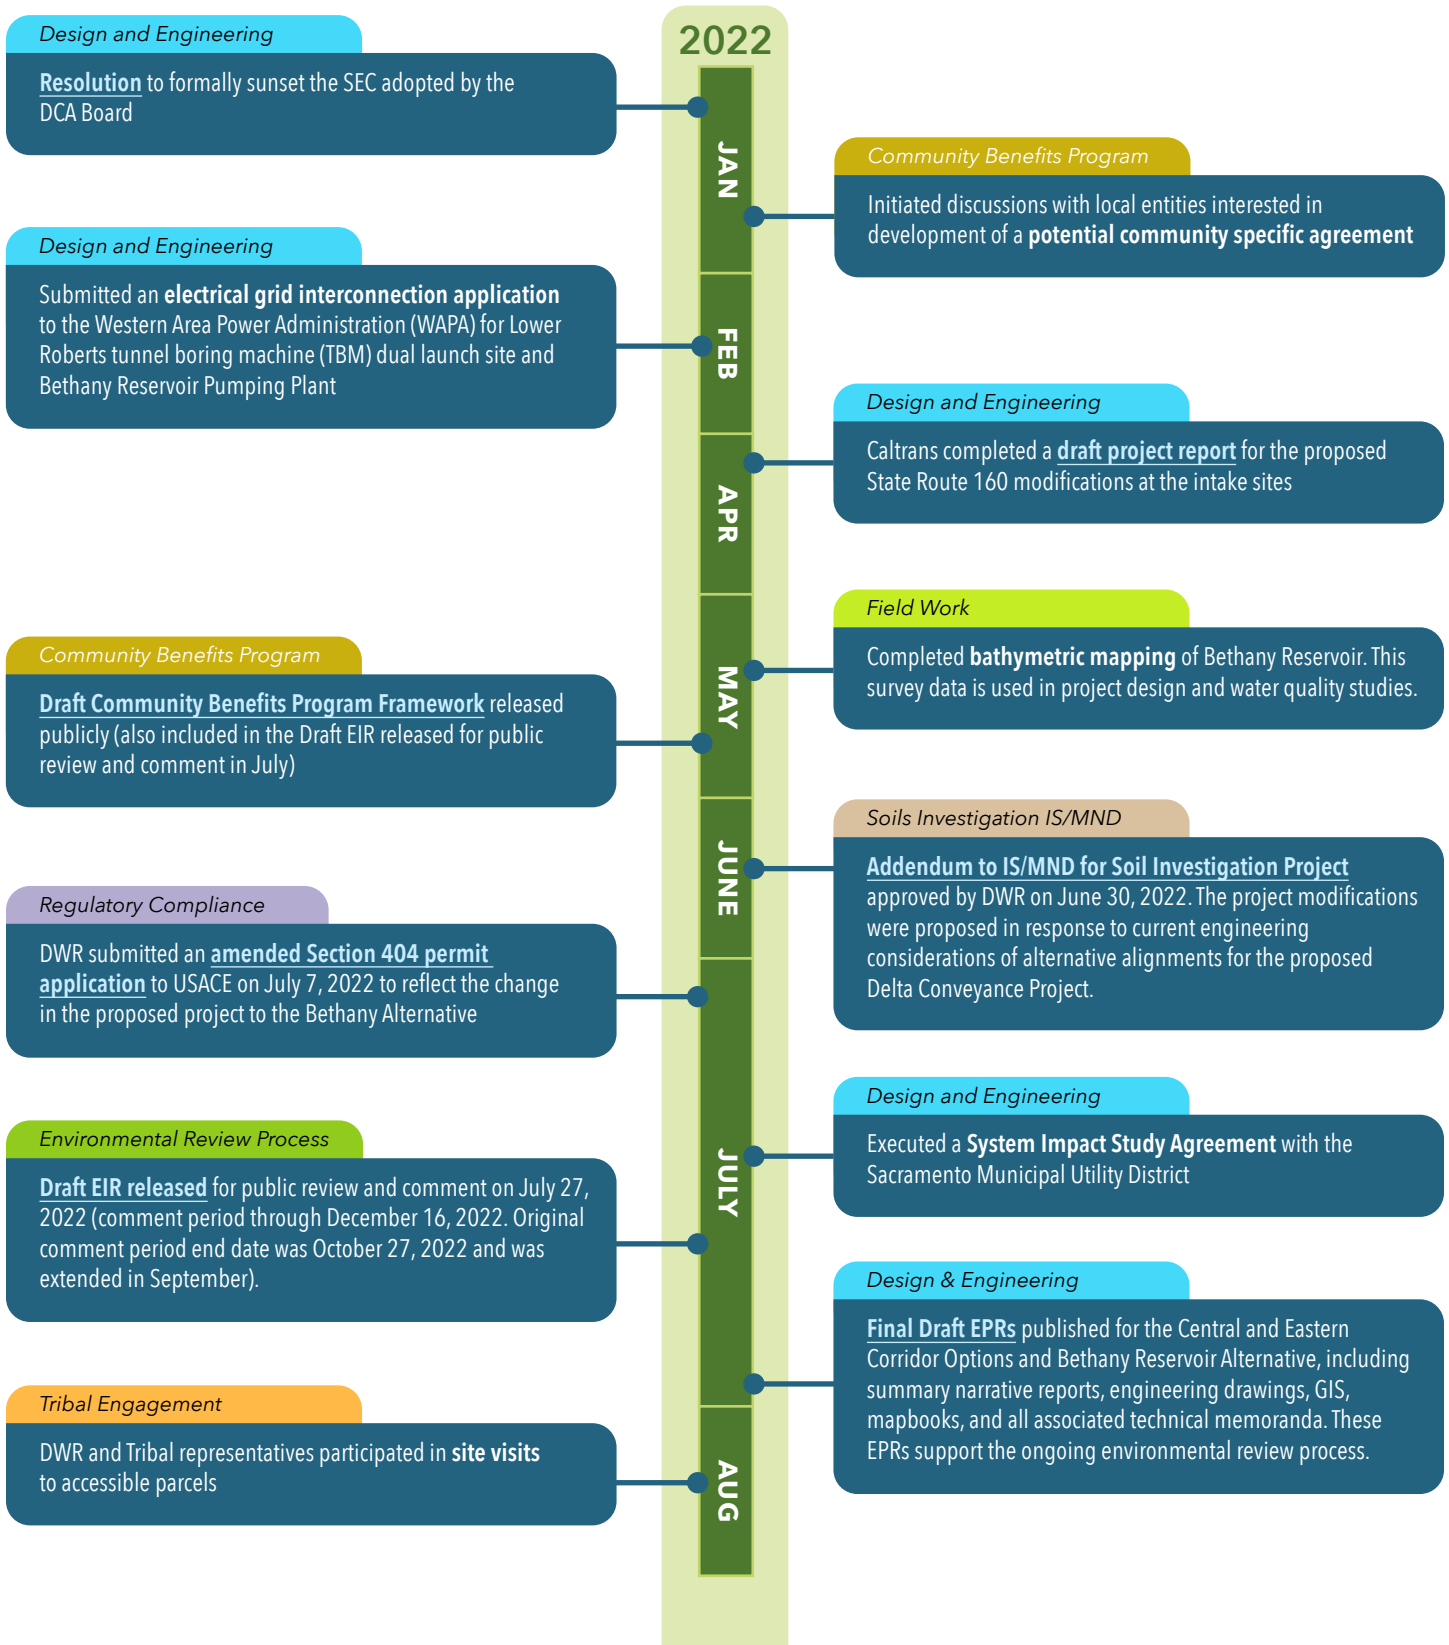 2022
JAN
Design and Engineering
Resolution to formally sunset the SEC adopted by the
DCA Board
Community Benefits Program
Initiated discussions with local entities interested in
development of a potential community specific agreement
FEB
Design and Engineering
Submitted an electrical grid interconnection application
to the Western Area Power Administration (WAPA) for Lower
Roberts tunnel boring machine (TBM) dual launch site and
Bethany Reservoir Pumping Plant
APR
Design and Engineering
Caltrans completed a draft project report for the proposed
State Route 160 modifications at the intake sites
MAY
Field Work
Completed bathymetric mapping of Bethany Reservoir. This
survey data is used in project design and water quality studies.
Community Benefits Program
Draft Community Benefits Program Framework released
publicly (also included in the Draft EIR released for public
review and comment in July)
JUNE
Soils Investigation IS/MND
Addendum to IS/MND for Soil Investigation Project
approved by DWR on June 30, 2022. The project modifications
were proposed in response to current engineering
considerations of alternative alignments for the proposed
Delta Conveyance Project.
JULY
Regulatory Compliance
DWR submitted an amended Section 404 permit
application to USACE on July 7, 2022 to reflect the change
in the proposed project to the Bethany Alternative
Design and Engineering
Executed a System Impact Study Agreement with the
Sacramento Municipal Utility District
Environmental Review Process
Draft EIR released for public review and comment on July 27,
2022 (comment period through December 16, 2022. Original
comment period end date was October 27, 2022 and was
extended in September).
Design & Engineering
Final Draft EPRs published for the Central and Eastern
Corridor Options and Bethany Reservoir Alternative, including
summary narrative reports, engineering drawings, GIS,
mapbooks, and all associated technical memoranda. These
EPRs support the ongoing environmental review process.
AUG
Tribal Engagement
DWR and Tribal representatives participated in site visits
to accessible parcels